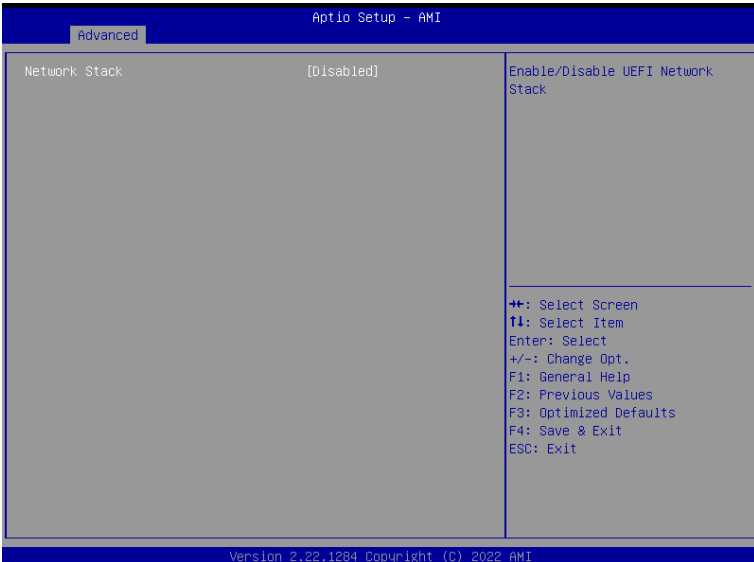 Aptio Setup – AMI
Advanced
Network Stack [Disabled]
Enable/Disable UEFI Network
Stack
→←: Select Screen
↑↓: Select Item
Enter: Select
+/-: Change Opt.
F1: General Help
F2: Previous Values
F3: Optimized Defaults
F4: Save & Exit
ESC: Exit
Version 2.22.1284 Copyright (C) 2022 AMI